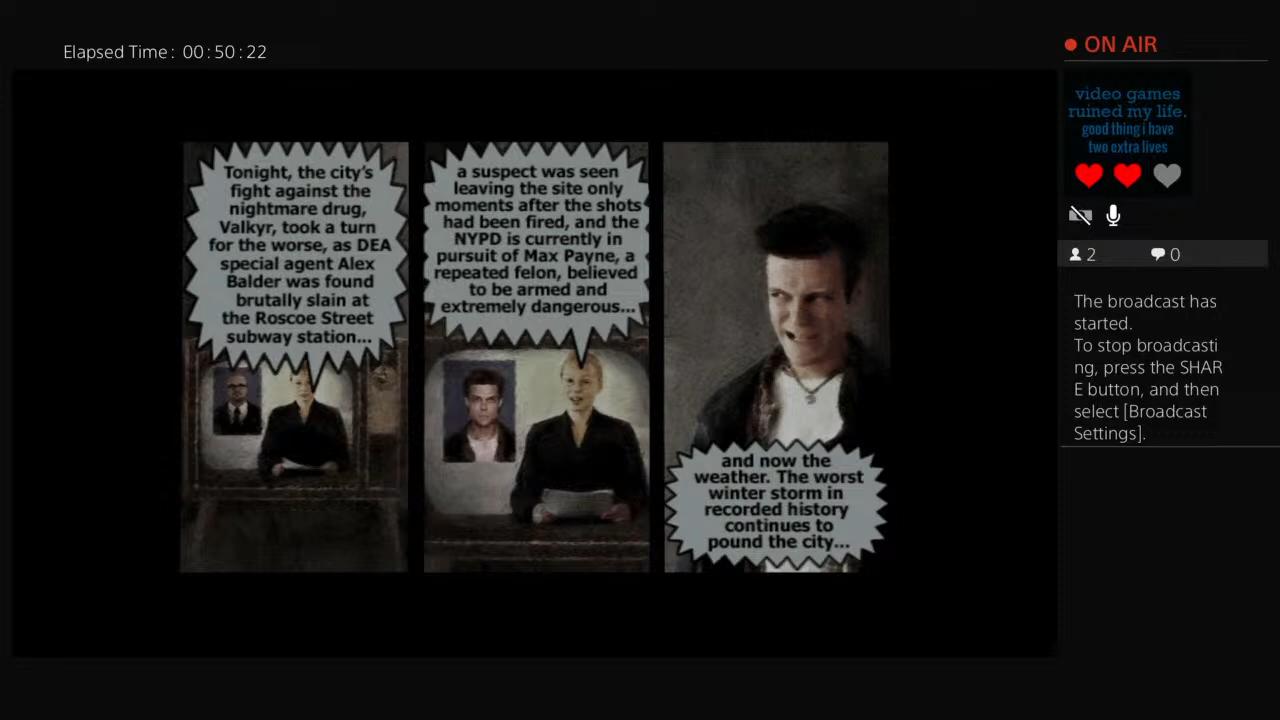 Elapsed Time: 00:50:22
ON AIR
video games
ruined my life.
good thing i have
two extra lives
2
0
The broadcast has
started.
To stop broadcasti
ng, press the SHAR
E button, and then
select [Broadcast
Settings].
Tonight, the city's
fight against the
nightmare drug,
Valkyr, took a turn
for the worse, as DEA
special agent Alex
Balder was found
brutally slain at
the Roscoe Street
subway station...
a suspect was seen
leaving the site only
moments after the shots
had been fired, and the
NYPD is currently in
pursuit of Max Payne, a
repeated felon, believed
to be armed and
extremely dangerous...
and now the
weather. The worst
winter storm in
recorded history
continues to
pound the city...